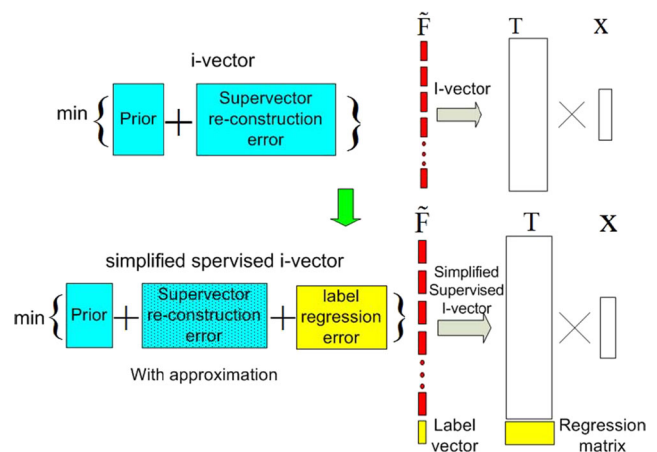 i-vector
min { Prior + Supervector
re-construction
error }
F̃
T
X
I-vector
simplified spervised i-vector
min { Prior + Supervector
re-construction
error
+ label
regression
error }
With approximation
F̃
T
X
Simplified
Supervised
I-vector
Label
vector
Regression
matrix